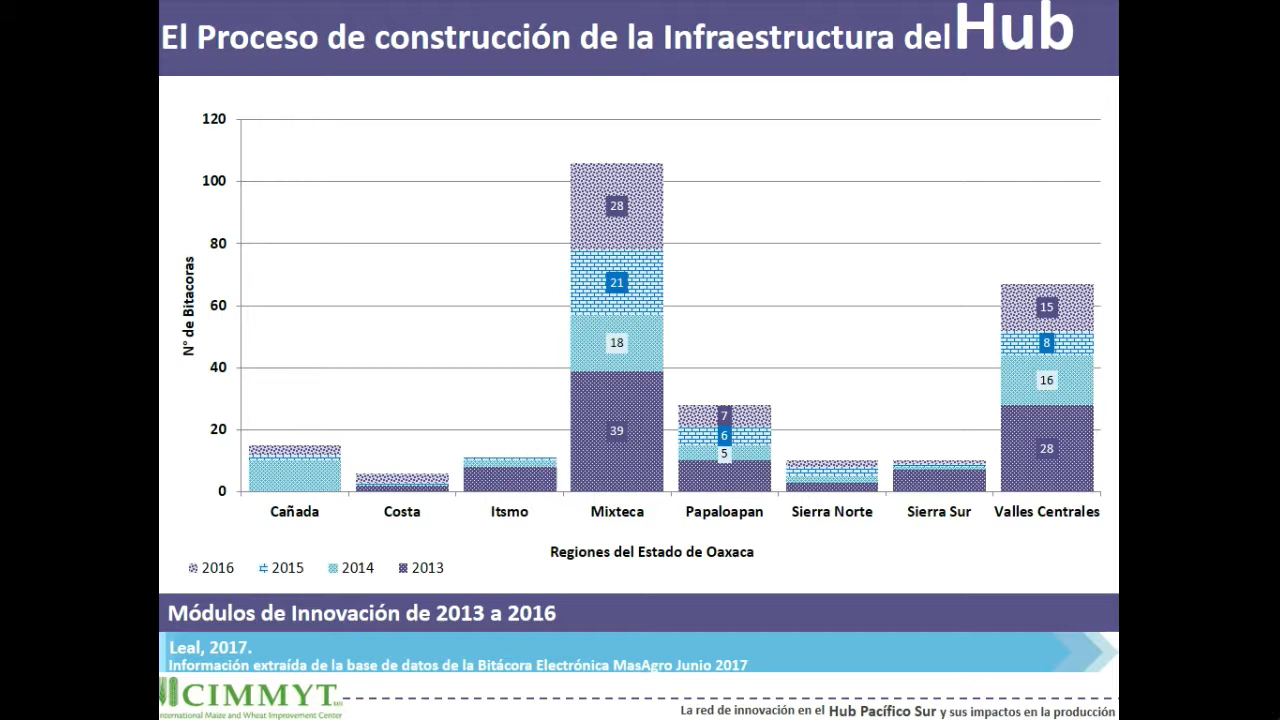 El Proceso de construcción de la Infraestructura del Hub
120
100
80
60
40
20
0
N° de Bitacoras
28
21
18
39
7
6
5
15
8
16
28
Cañada Costa Itsmo Mixteca Papaloapan Sierra Norte Sierra Sur Valles Centrales
Regiones del Estado de Oaxaca
2016 2015 2014 2013
Módulos de Innovación de 2013 a 2016
Leal, 2017.
Información extraída de la base de datos de la Bitácora Electrónica MasAgro Junio 2017
CIMMYT
International Maize and Wheat Improvement Center
La red de innovación en el Hub Pacífico Sur y sus impactos en la producción